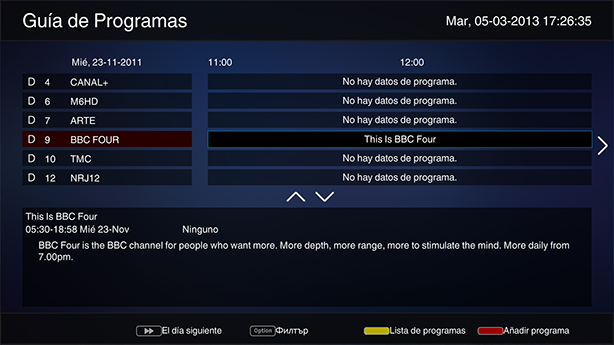 Guía de Programas Mar, 05-03-2013 17:26:35
Mié, 23-11-2011 11:00 12:00
D 4 CANAL+ No hay datos de programa.
D 6 M6HD No hay datos de programa.
D 7 ARTE No hay datos de programa.
D 9 BBC FOUR This Is BBC Four
D 10 TMC No hay datos de programa.
D 12 NRJ12 No hay datos de programa.
This Is BBC Four
05:30-18:58 Mié 23-Nov Ninguno
BBC Four is the BBC channel for people who want more. More depth, more range, more to stimulate the mind. More daily from
7.00pm.
El día siguiente Option Филтър Lista de programas Añadir programa